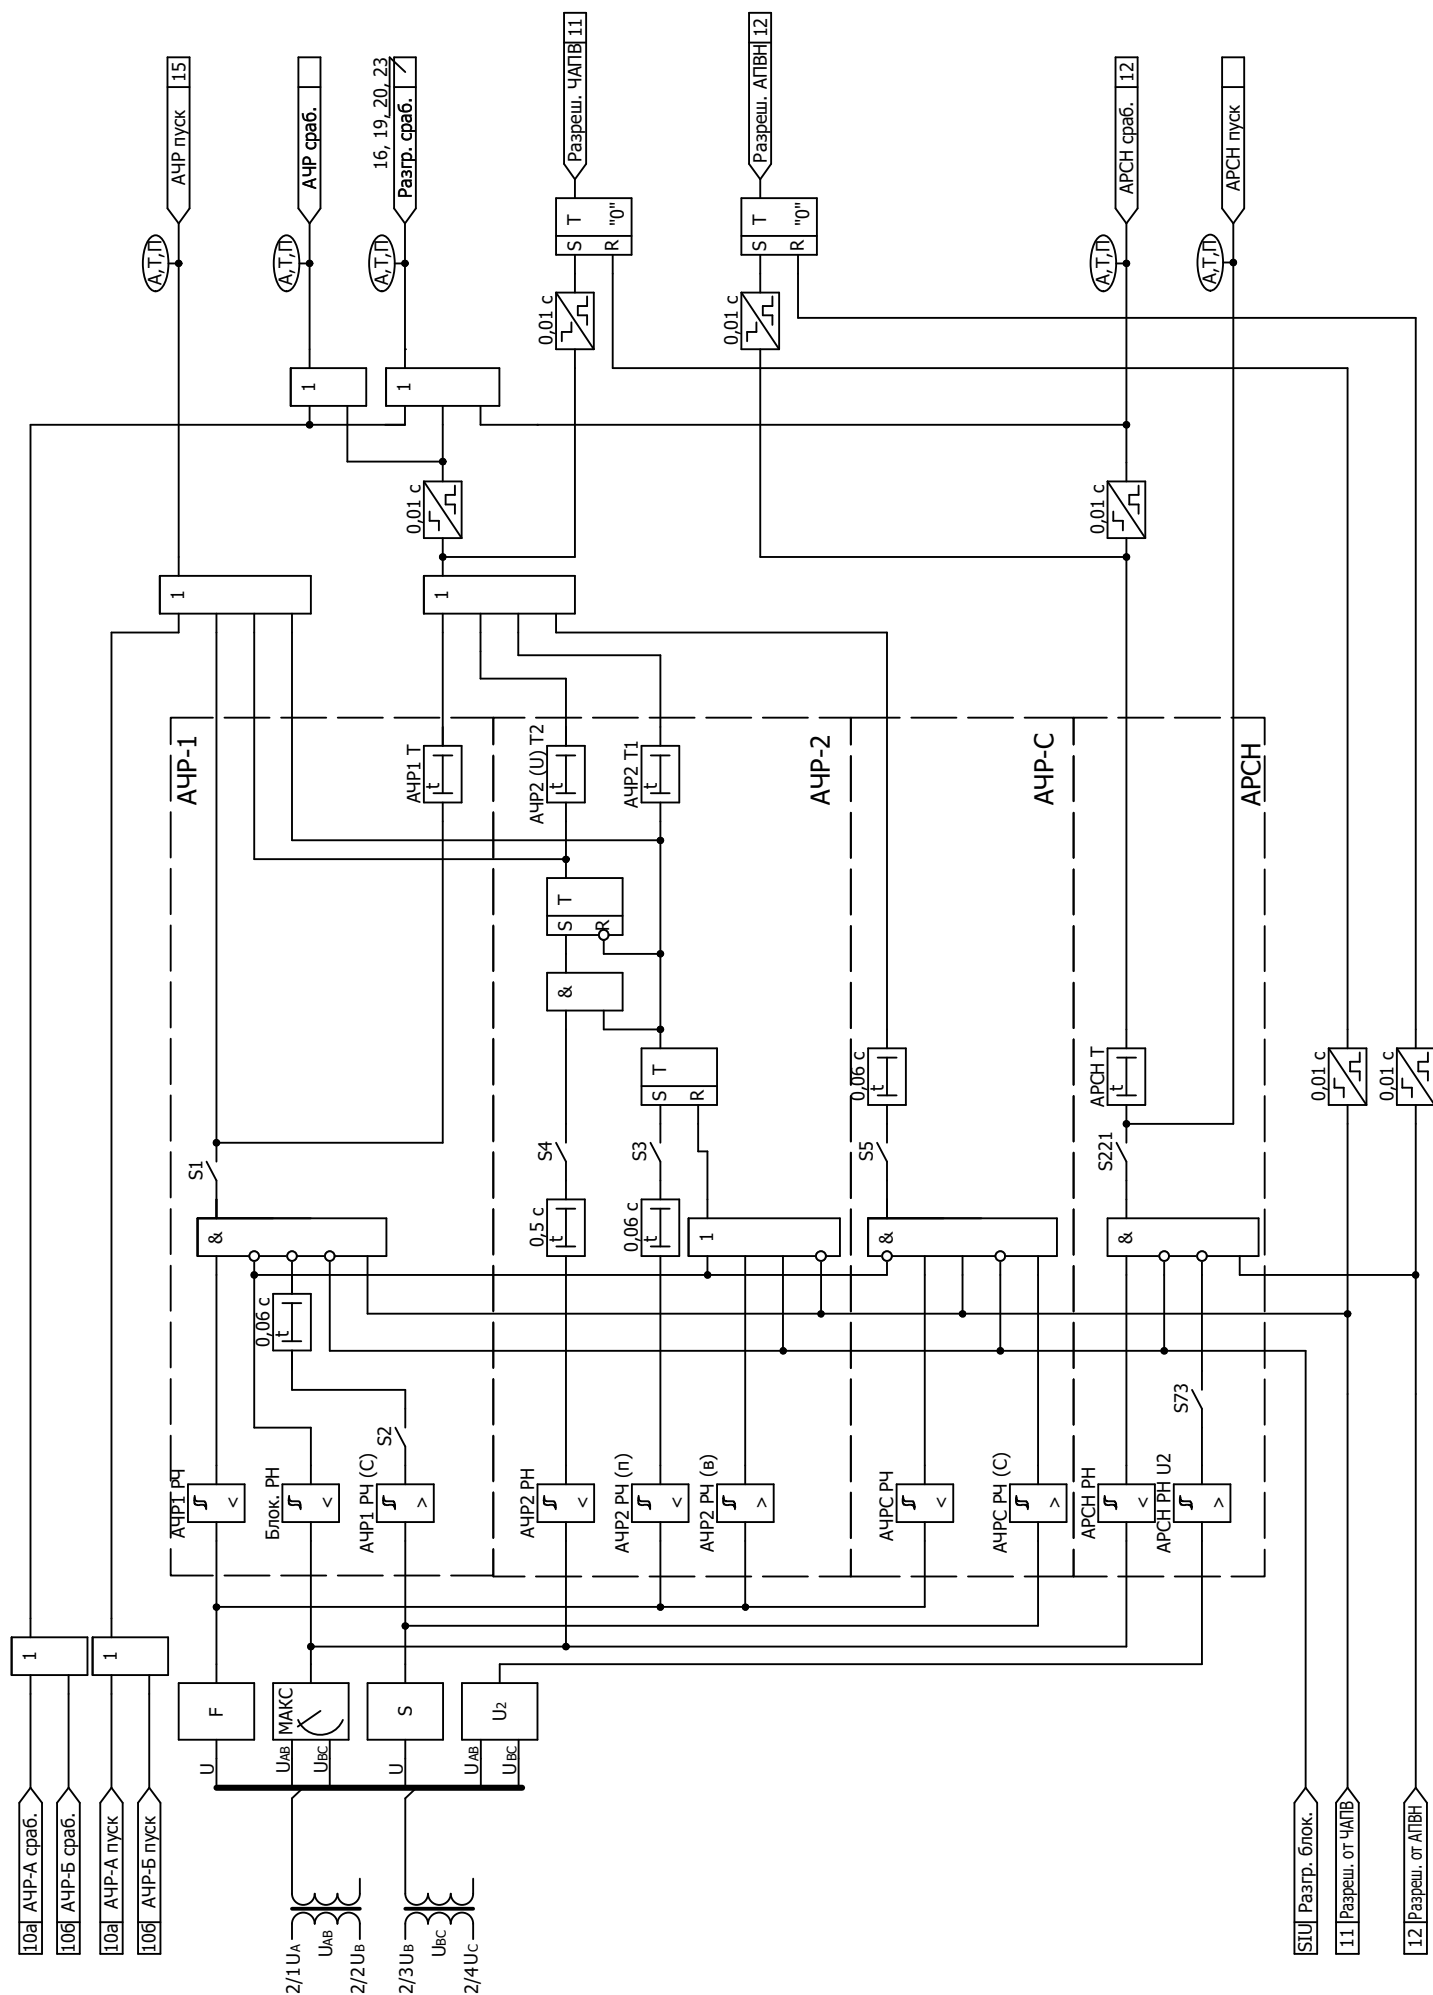 10а АЧР-А сраб.
10б АЧР-Б сраб.
10а АЧР-А пуск
10б АЧР-Б пуск
2/1 UA
UAB
2/2 UB
2/3 UB
UBC
2/4 UC
SIU Разгр. блок.
11 Разреш. от ЧАПВ
12 Разреш. от АПВН
1
1
U
F
UAB
UBC
МАКС
U
S
UAB
UBC
U2
АЧР-1
АЧР1 РЧ
<
Блок. РН
<
АЧР1 РЧ (С)
>
S2
0,06 с
t
&
S1
АЧР1 Т
t
АЧР-2
АЧР2 РН
<
АЧР2 РЧ (п)
<
АЧР2 РЧ (в)
>
0,5 с
t
0,06 с
t
1
S4
S3
S T
R
&
S T
R
АЧР2 (U) Т2
t
АЧР2 Т1
t
АЧР-С
АЧРС РЧ
<
АЧРС РЧ (С)
>
&
S5
0,06 с
t
АРСН
АРСН РН
<
АРСН РН U2
>
S73
&
S221
АРСН Т
t
0,01 с
0,01 с
1
1
0,01 с
0,01 с
1
1
0,01 с
S T
R "0"
0,01 с
S T
R "0"
А,Т,П
А,Т,П
А,Т,П
А,Т,П
А,Т,П
АЧР пуск 15
АЧР сраб.
16, 19, 20, 23
Разгр. сраб.
Разреш. ЧАПВ 11
Разреш. АПВН 12
АРСН сраб. 12
АРСН пуск